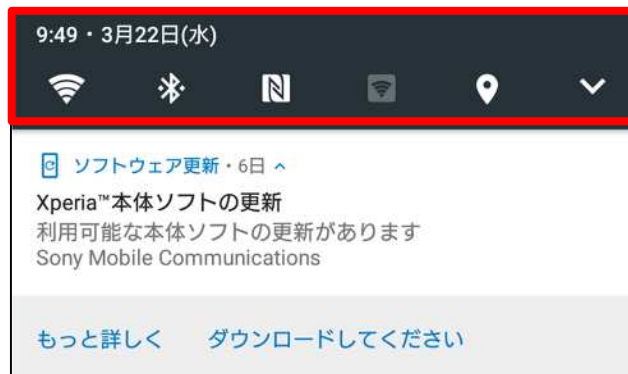 9:49・3月22日(水)
ソフトウェア更新・6日
Xperia™本体ソフトの更新
利用可能な本体ソフトの更新があります
Sony Mobile Communications
もっと詳しく ダウンロードしてください